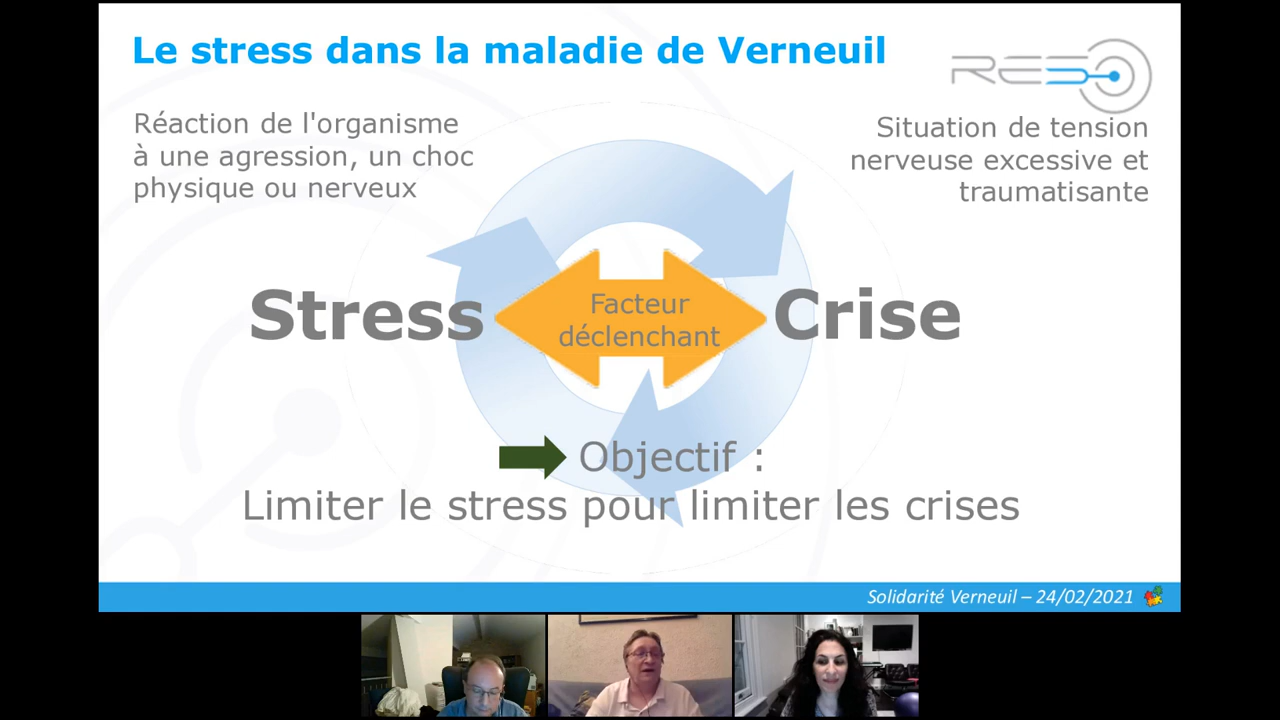 Le stress dans la maladie de Verneuil
RESO
Réaction de l'organisme
à une agression, un choc
physique ou nerveux
Situation de tension
nerveuse excessive et
traumatisante
Stress
Facteur
déclenchant
Crise
Objectif :
Limiter le stress pour limiter les crises
Solidarité Verneuil – 24/02/2021